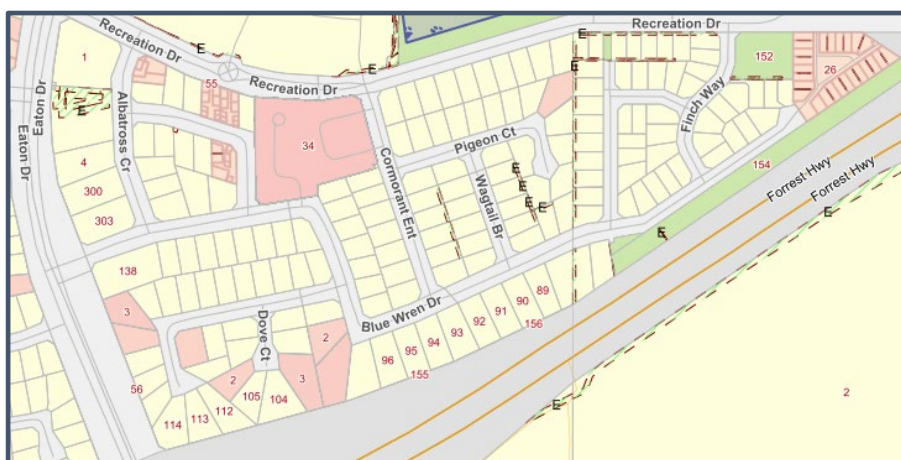 Recreation Dr
Recreation Dr
E
E
E
1
Recreation Dr
E
152
26
Eaton Dr
Albatross Cr
E
55
Finch Way
34
Pigeon Ct
4
Eaton Dr
300
303
Cormorant Ent
Wagtail Br
E
E
E
E
154
Forrest Hwy
Forrest Hwy
E
E
138
3
Blue Wren Dr
89
90
91
92
93
94
95
96
156
155
Dove Ct
2
3
2
56
105
104
112
113
114
E
2